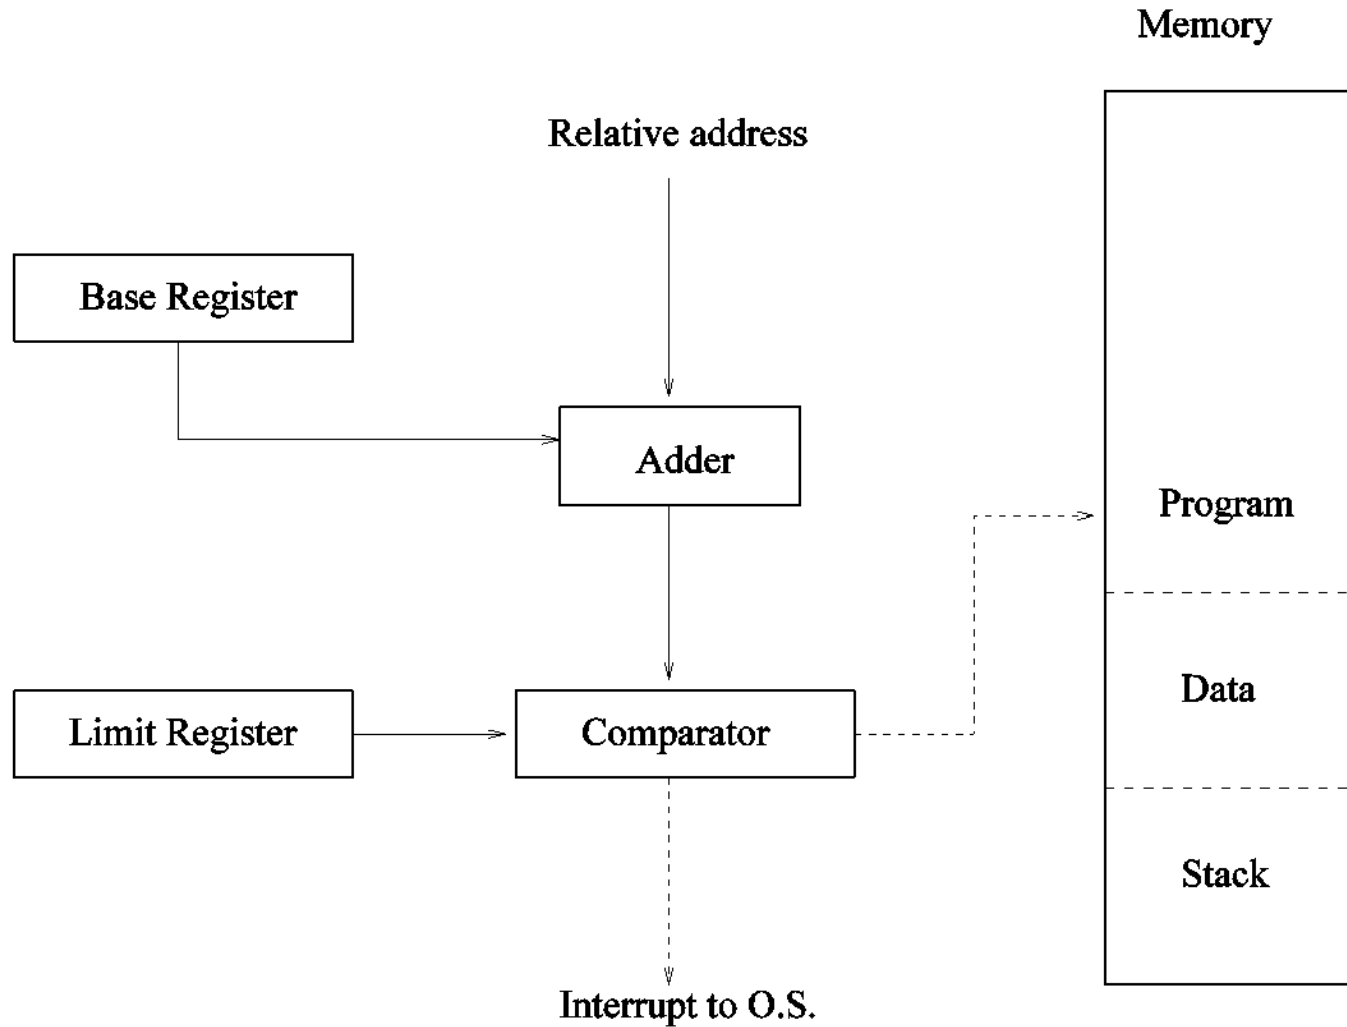 Memory
Relative address
Base Register
Adder
Program
Data
Limit Register
Comparator
Stack
Interrupt to O.S.